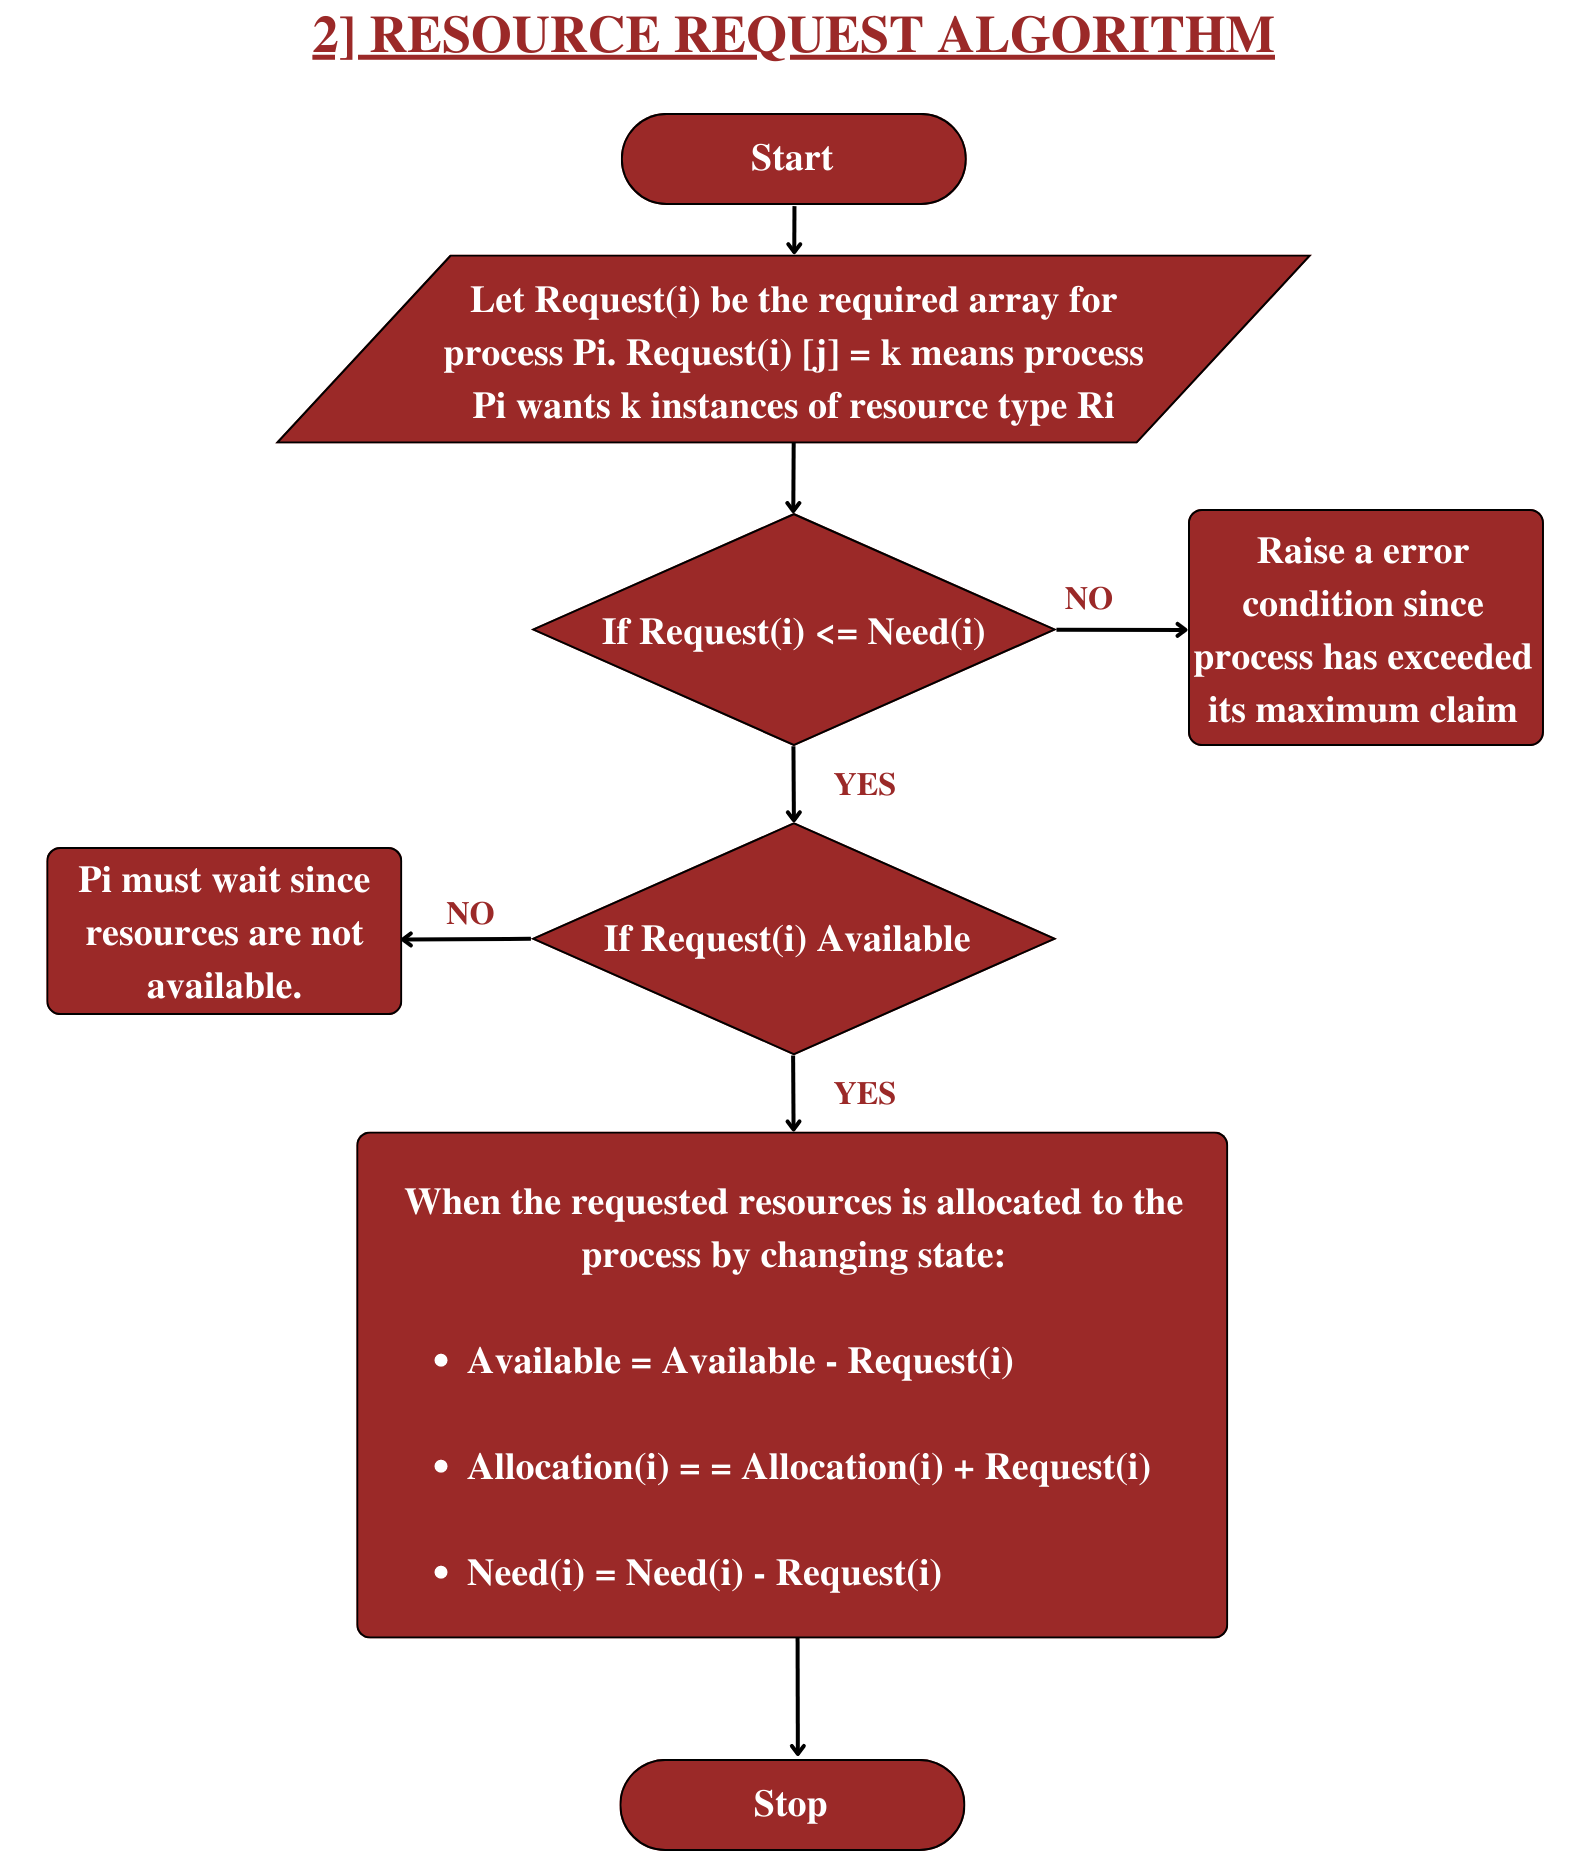 2] RESOURCE REQUEST ALGORITHM
Start
Let Request(i) be the required array for
process Pi. Request(i) [j] = k means process
Pi wants k instances of resource type Ri
If Request(i) <= Need(i)
NO
Raise a error
condition since
process has exceeded
its maximum claim
YES
If Request(i) Available
NO
Pi must wait since
resources are not
available.
YES
When the requested resources is allocated to the
process by changing state:
• Available = Available - Request(i)
• Allocation(i) = = Allocation(i) + Request(i)
• Need(i) = Need(i) - Request(i)
Stop